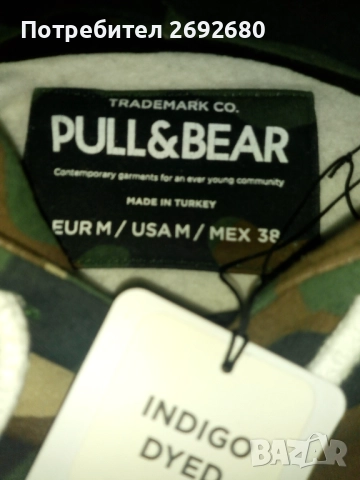 Потребител 2692680
TRADEMARK CO.
PULL&BEAR
Contemporary garments for an ever young community
MADE IN TURKEY
EUR M / USA M / MEX 38
INDIGO
DYED
BAZAR